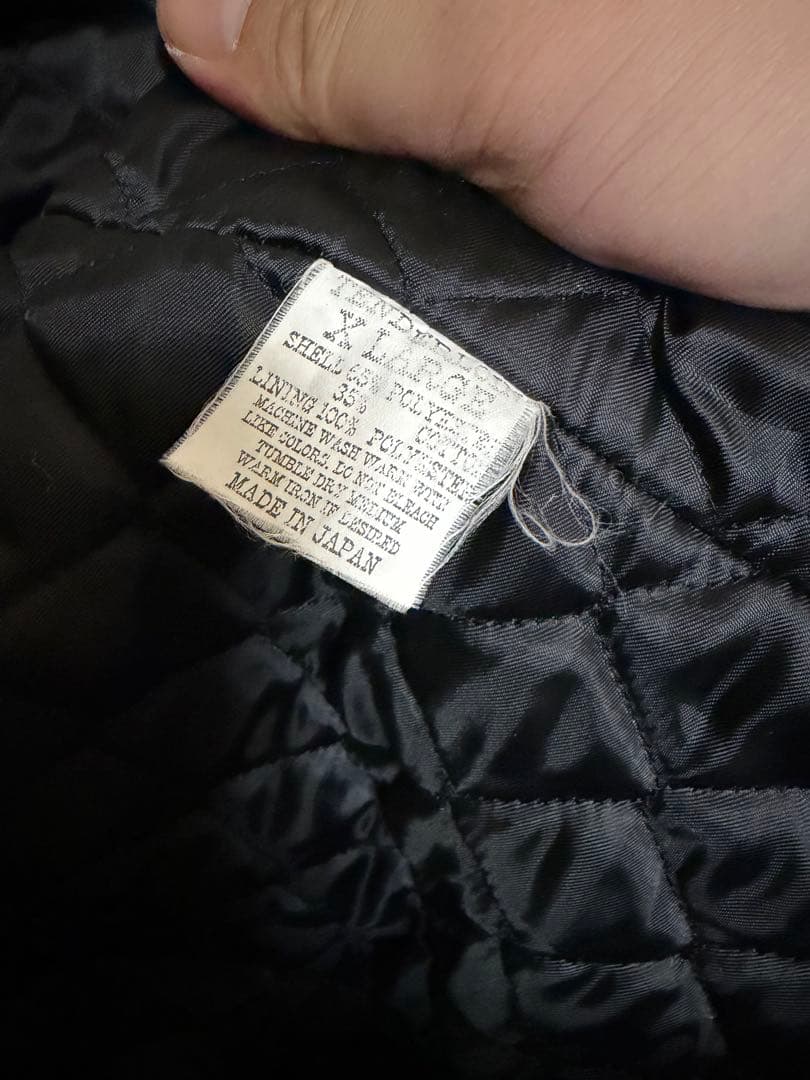 TENDERLOIN
X LARGE
SHELL 65% POLYESTER
35% COTTON
LINING 100% POLYESTER
MACHINE WASH WARM WITH
LIKE COLORS, DO NOT BLEACH
TUMBLE DRY MEDIUM
WARM IRON IF DESIRED
MADE IN JAPAN